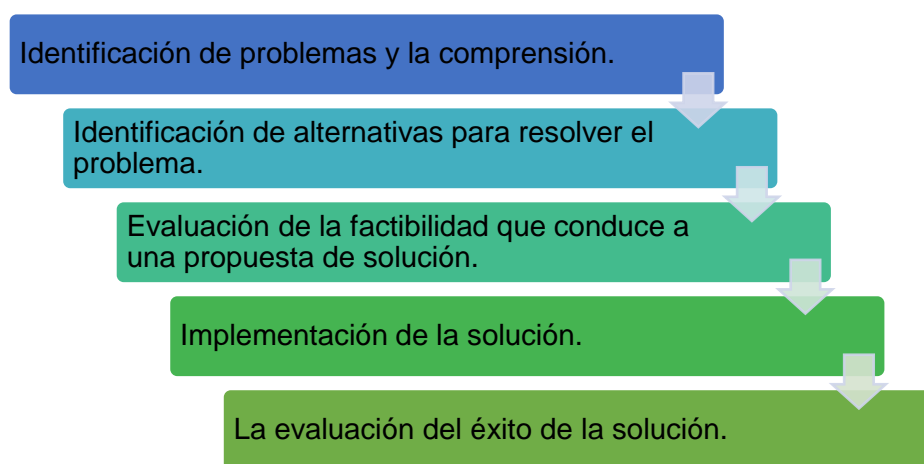 Identificación de problemas y la comprensión.
Identificación de alternativas para resolver el
problema.
Evaluación de la factibilidad que conduce a
una propuesta de solución.
Implementación de la solución.
La evaluación del éxito de la solución.